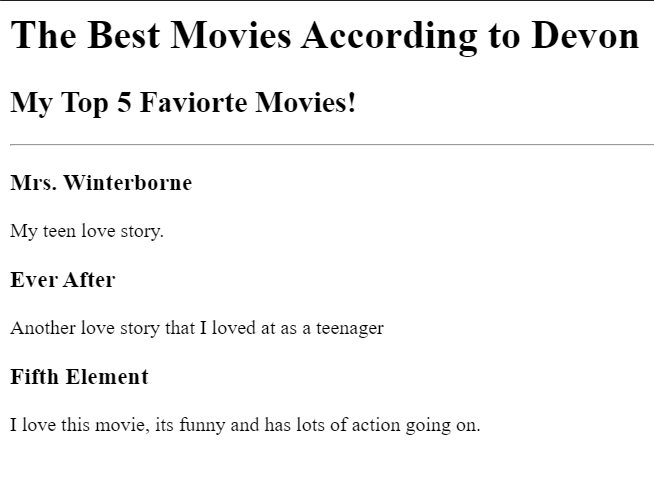 The Best Movies According to Devon
My Top 5 Faviorte Movies!
Mrs. Winterborne
My teen love story.
Ever After
Another love story that I loved at as a teenager
Fifth Element
I love this movie, its funny and has lots of action going on.